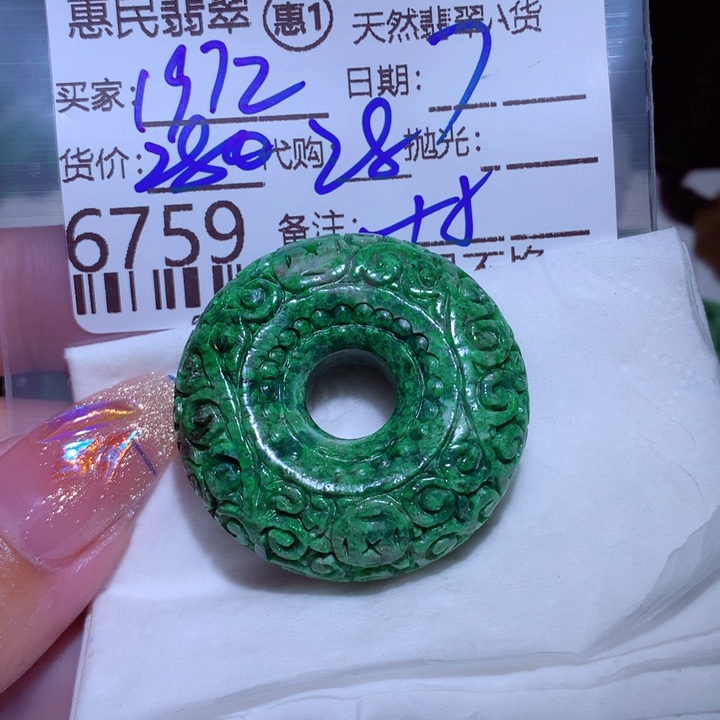 惠民翡翠 惠1 天然翡翠A货
买家: 1972 日期: 7
货价: 280 代购 28 抛光:
6759 备注: